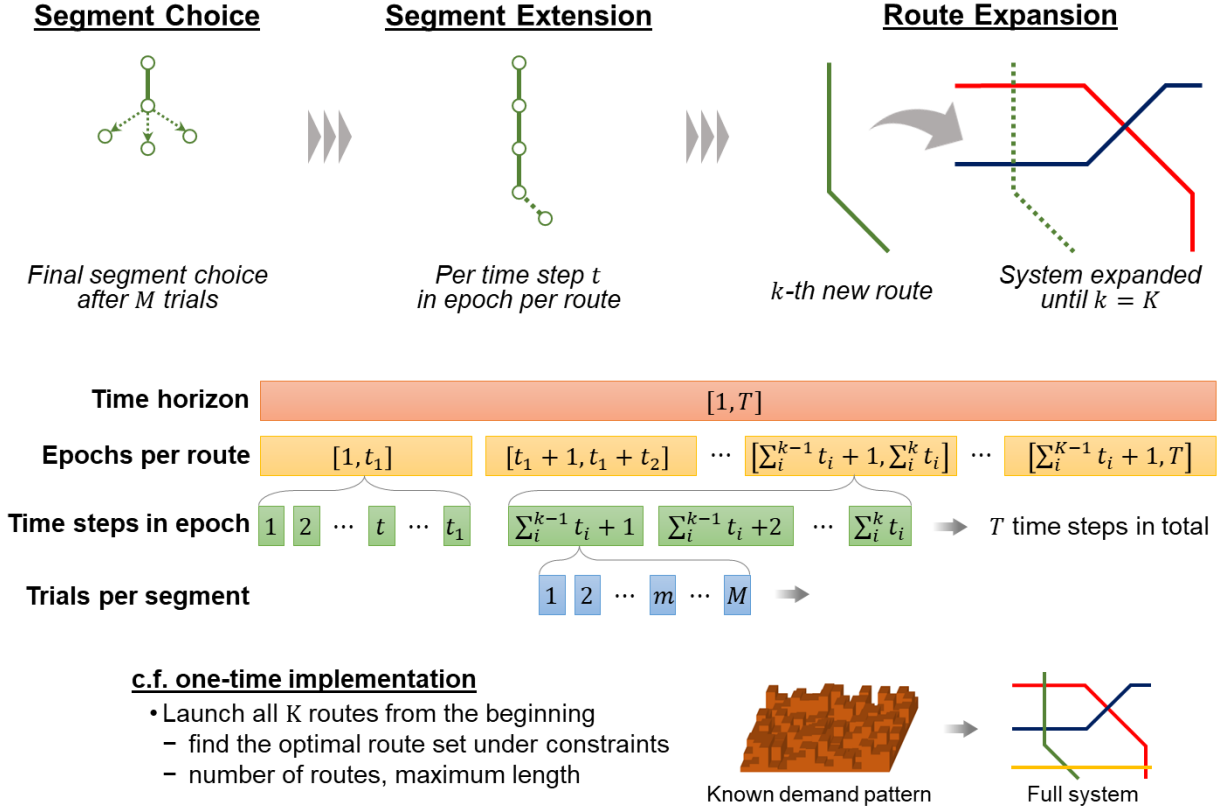 Segment Choice
Segment Extension
Route Expansion
Final segment choice
after M trials
Per time step t
in epoch per route
k-th new route
System expanded
until k = K
Time horizon
[1, T]
Epochs per route
[1, t₁]
[t₁ + 1, t₁ + t₂]
⋯
[∑ᵢᵏ⁻¹ tᵢ + 1, ∑ᵢᵏ tᵢ]
⋯
[∑ᵢᴷ⁻¹ tᵢ + 1, T]
Time steps in epoch
1 2 ⋯ t ⋯ t₁
∑ᵢᵏ⁻¹ tᵢ + 1
∑ᵢᵏ⁻¹ tᵢ +2
⋯
∑ᵢᵏ tᵢ
T time steps in total
Trials per segment
1 2 ⋯ m ⋯ M
c.f. one-time implementation
• Launch all K routes from the beginning
− find the optimal route set under constraints
− number of routes, maximum length
Known demand pattern
Full system